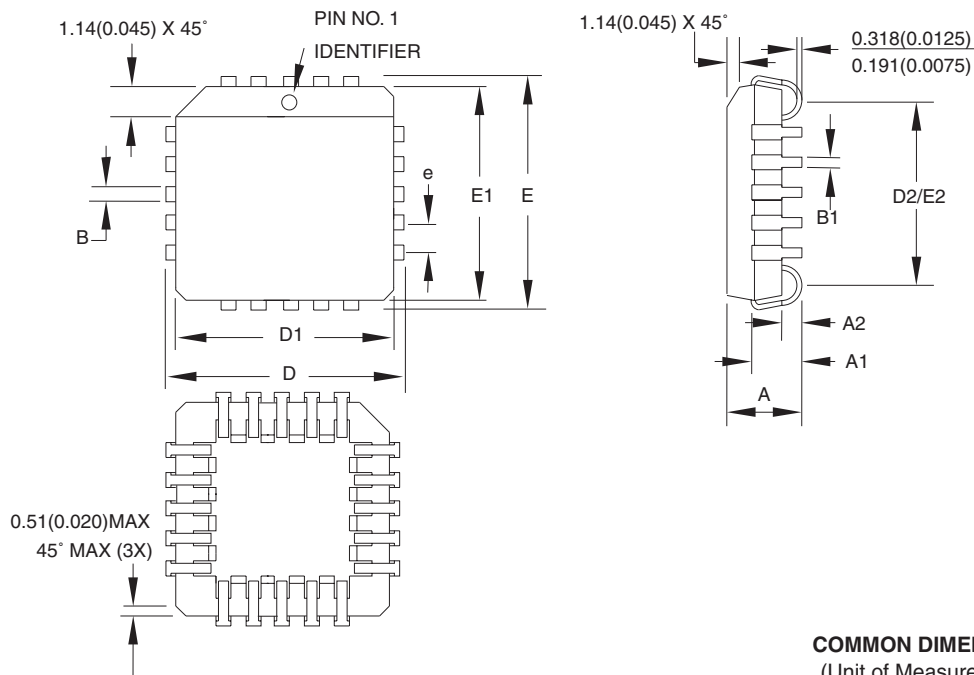 1.14(0.045) X 45˚
PIN NO. 1
IDENTIFIER
1.14(0.045) X 45˚
0.318(0.0125)
0.191(0.0075)
e
E1
E
B
D1
D
B1
D2/E2
A2
A1
A
0.51(0.020)MAX
45˚ MAX (3X)
COMMON DIMEN
(Unit of Measure